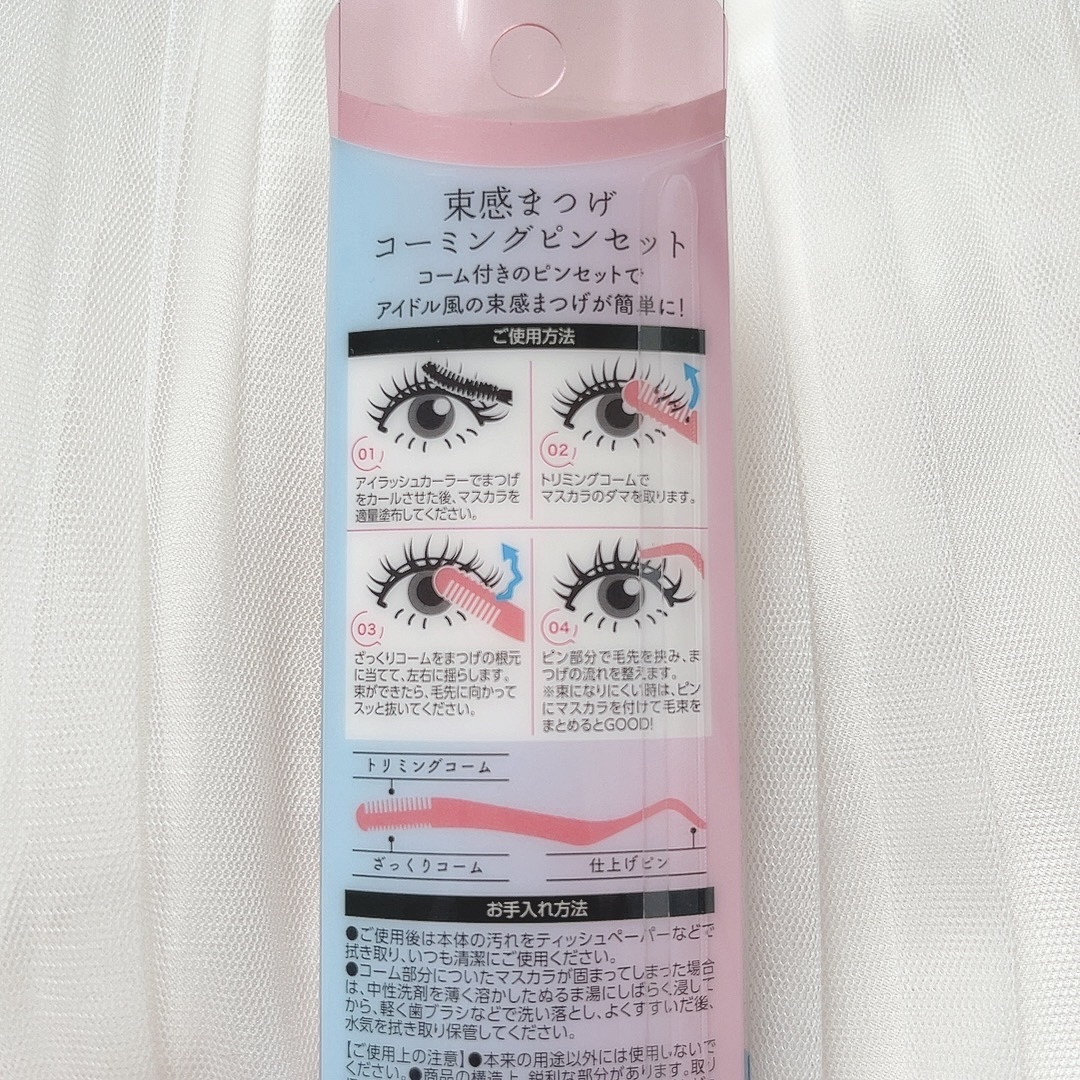 束感まつげ
コーミングピンセット
コーム付きのピンセットで
アイドル風の束感まつげが簡単に!
ご使用方法
01
アイラッシュカーラーでまつげ
をカールさせた後、マスカラを
適量塗布してください。
02
トリミングコームで
マスカラのダマを取ります。
03
ざっくりコームをまつげの根元
に当てて、左右に揺らします。
束ができたら、毛先に向かって
スッと抜いてください。
04
ピン部分で毛先を挟み、ま
つげの流れを整えます。
※束になりにくい時は、ピン
にマスカラを付けて毛束を
まとめるとGOOD!
トリミングコーム
ざっくりコーム
仕上げピン
お手入れ方法
●ご使用後は本体の汚れをティッシュペーパーなどで
拭き取り、いつも清潔にご使用ください。
●コーム部分についたマスカラが固まってしまった場合
は、中性洗剤を薄く溶かしたぬるま湯にしばらく浸して
から、軽く歯ブラシなどで洗い落とし、よくすすいだ後、
水気を拭き取り保管してください。
【ご使用上の注意】●本来の用途以外には使用しないで
ください。●商品の構造上、鋭利な部分があります。取り